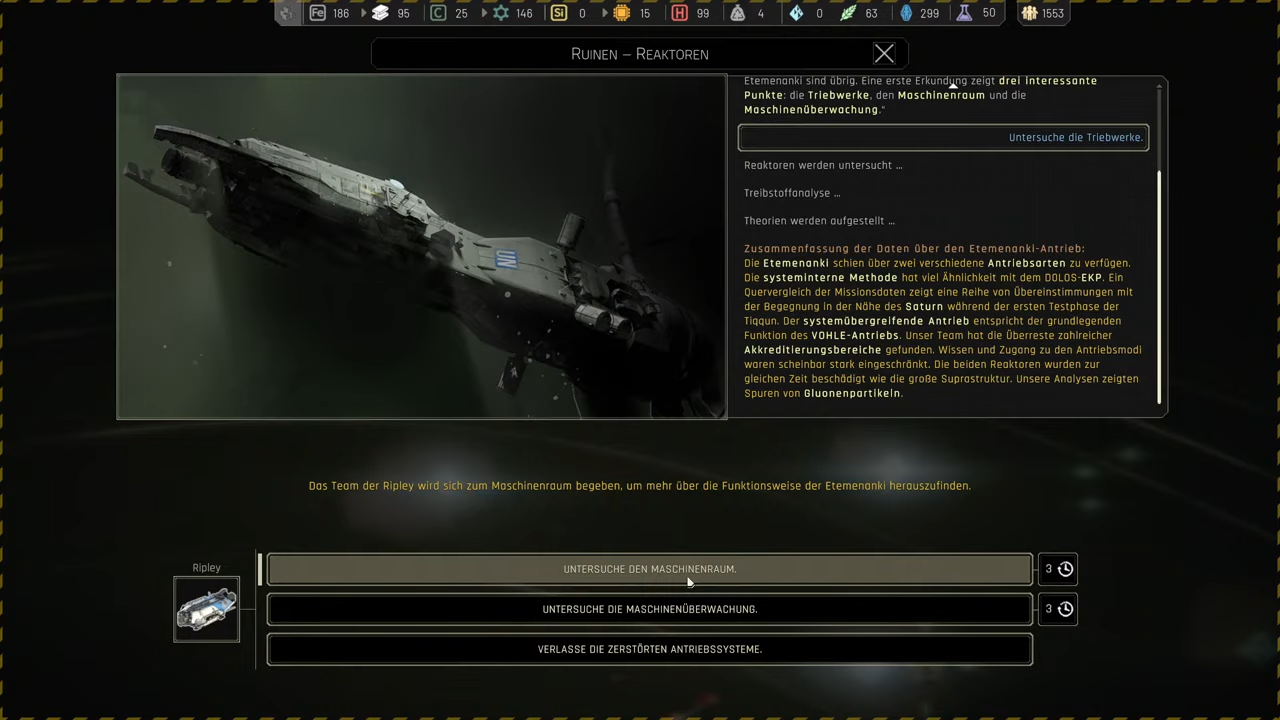 Fe 186 95 C 25 146 Si 0 15 H 99 4 0 63 299 50 1553
Ruinen – Reaktoren
Etemenanki sind übrig. Eine erste Erkundung zeigt drei interessante
Punkte: die Triebwerke, den Maschinenraum und die
Maschinenüberwachung."
Untersuche die Triebwerke.
Reaktoren werden untersucht ...
Treibstoffanalyse ...
Theorien werden aufgestellt ...
Zusammenfassung der Daten über den Etemenanki-Antrieb:
Die Etemenanki schien über zwei verschiedene Antriebsarten zu verfügen.
Die systeminterne Methode hat viel Ähnlichkeit mit dem DOLOS-EKP. Ein
Quervergleich der Missionsdaten zeigt eine Reihe von Übereinstimmungen mit
der Begegnung in der Nähe des Saturn während der ersten Testphase der
Tiqqun. Der systemübergreifende Antrieb entspricht der grundlegenden
Funktion des VOHLE-Antriebs. Unser Team hat die Überreste zahlreicher
Akkreditierungsbereiche gefunden. Wissen und Zugang zu den Antriebsmodi
waren scheinbar stark eingeschränkt. Die beiden Reaktoren wurden zur
gleichen Zeit beschädigt wie die große Suprastruktur. Unsere Analysen zeigten
Spuren von Gluonenpartikeln.
UN
Das Team der Ripley wird sich zum Maschinenraum begeben, um mehr über die Funktionsweise der Etemenanki herauszufinden.
Ripley
UNTERSUCHE DEN MASCHINENRAUM.
3
UNTERSUCHE DIE MASCHINENÜBERWACHUNG.
3
VERLASSE DIE ZERSTÖRTEN ANTRIEBSSYSTEME.